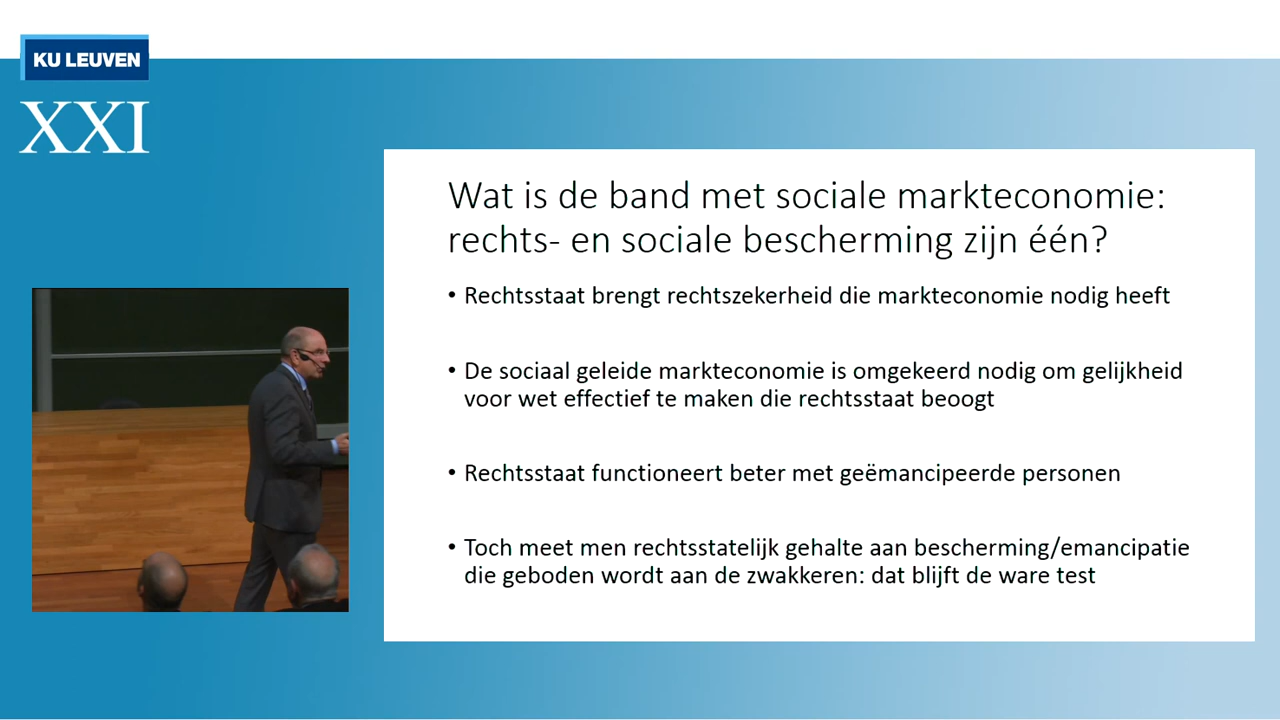 KU LEUVEN
XXI
Wat is de band met sociale markteconomie:
rechts- en sociale bescherming zijn één?
• Rechtsstaat brengt rechtszekerheid die markteconomie nodig heeft
• De sociaal geleide markteconomie is omgekeerd nodig om gelijkheid
voor wet effectief te maken die rechtsstaat beoogt
• Rechtsstaat functioneert beter met geëmancipeerde personen
• Toch meet men rechtsstatelijk gehalte aan bescherming/emancipatie
die geboden wordt aan de zwakkeren: dat blijft de ware test